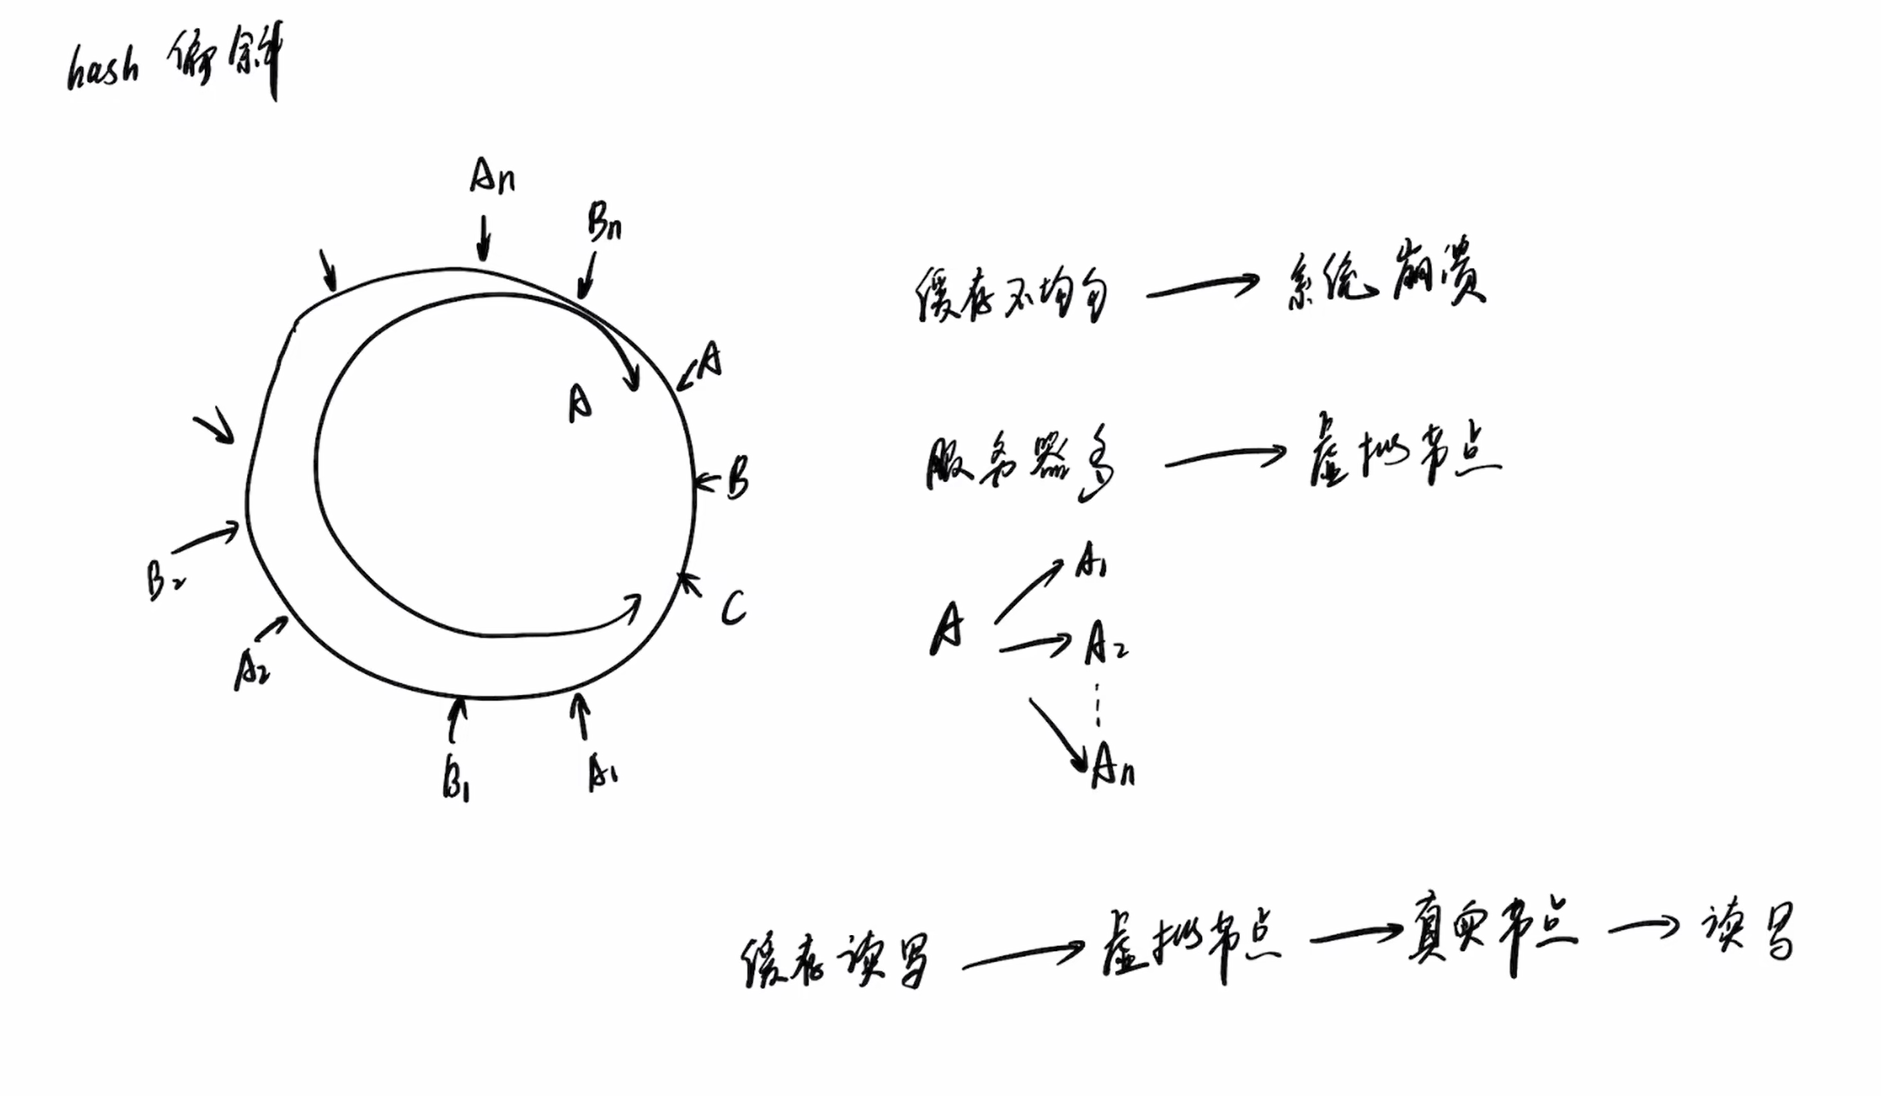 hash 偏斜
An
Bn
A
A
B
B2
C
A2
B1
A1
缓存不均匀 → 系统崩溃
服务器多 → 虚拟节点
A1
A → A2
An
缓存读写 → 虚拟节点 → 真实节点 → 读写